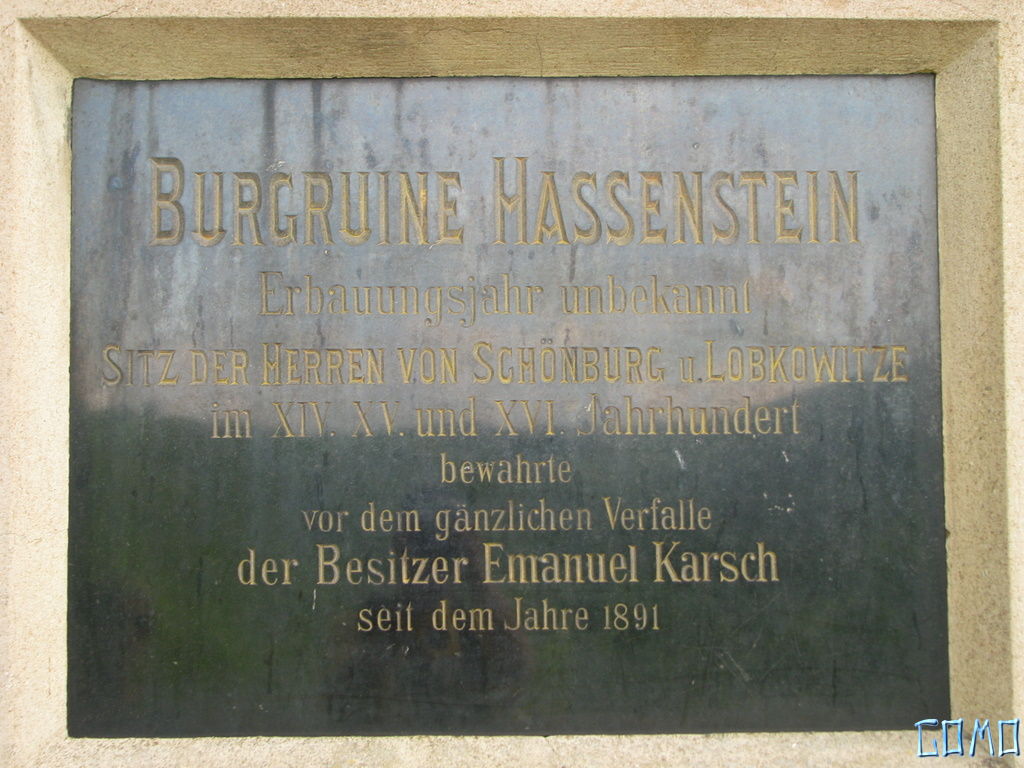 BURGRUINE HASSENSTEIN
Erbauungsjahr unbekannt
SITZ DER HERREN VON SCHÖNBURG u. LOBKOWITZE
im XIV. XV. und XVI. Jahrhundert
bewahrte
vor dem gänzlichen Verfalle
der Besitzer Emanuel Karsch
seit dem Jahre 1891
COMO